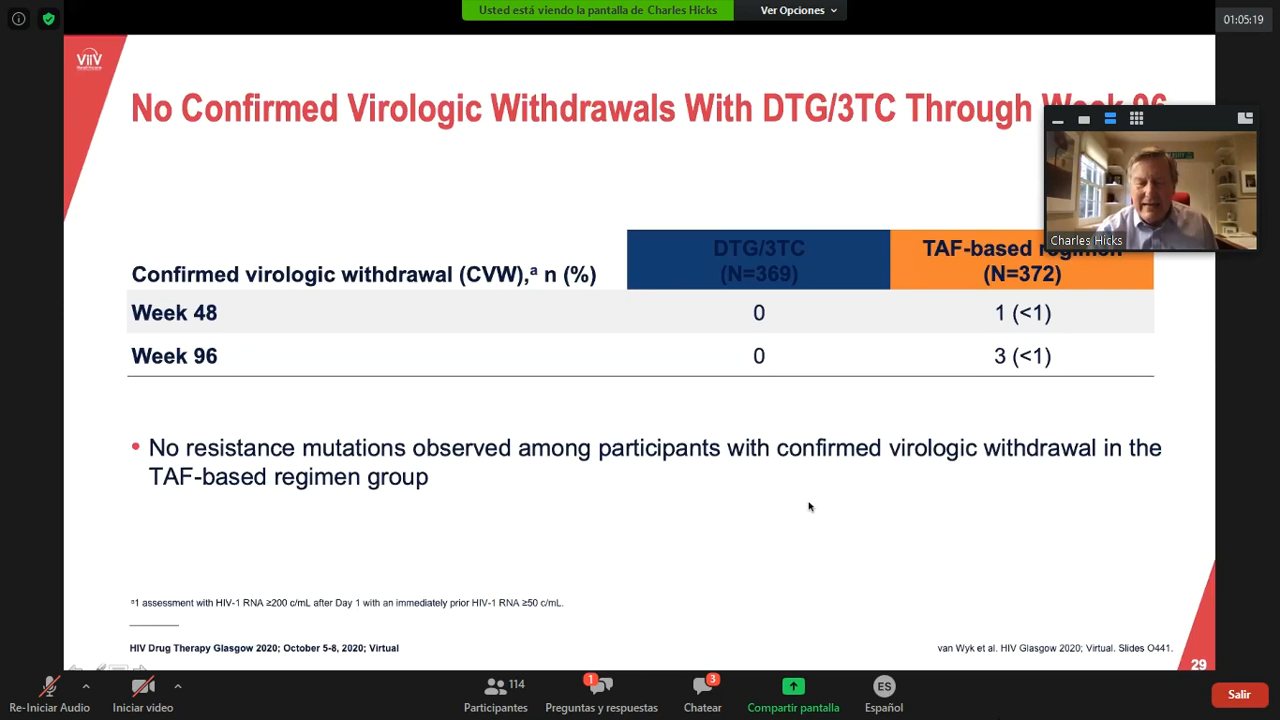 Usted está viendo la pantalla de Charles Hicks
Ver Opciones
01:05:19
ViiV
No Confirmed Virologic Withdrawals With DTG/3TC Through Week 96
Charles Hicks
DTG/3TC
(N=369)
TAF-based regimen
(N=372)
Confirmed virologic withdrawal (CVW),ᵃ n (%)
Week 48 0 1 (<1)
Week 96 0 3 (<1)
• No resistance mutations observed among participants with confirmed virologic withdrawal in the
TAF-based regimen group
ᵃ1 assessment with HIV-1 RNA ≥200 c/mL after Day 1 with an immediately prior HIV-1 RNA ≥50 c/mL.
HIV Drug Therapy Glasgow 2020; October 5-8, 2020; Virtual
van Wyk et al. HIV Glasgow 2020; Virtual. Slides O441.
29
Re-Iniciar Audio
Iniciar video
114
Participantes
1
Preguntas y respuestas
3
Chatear
Compartir pantalla
ES
Español
Salir